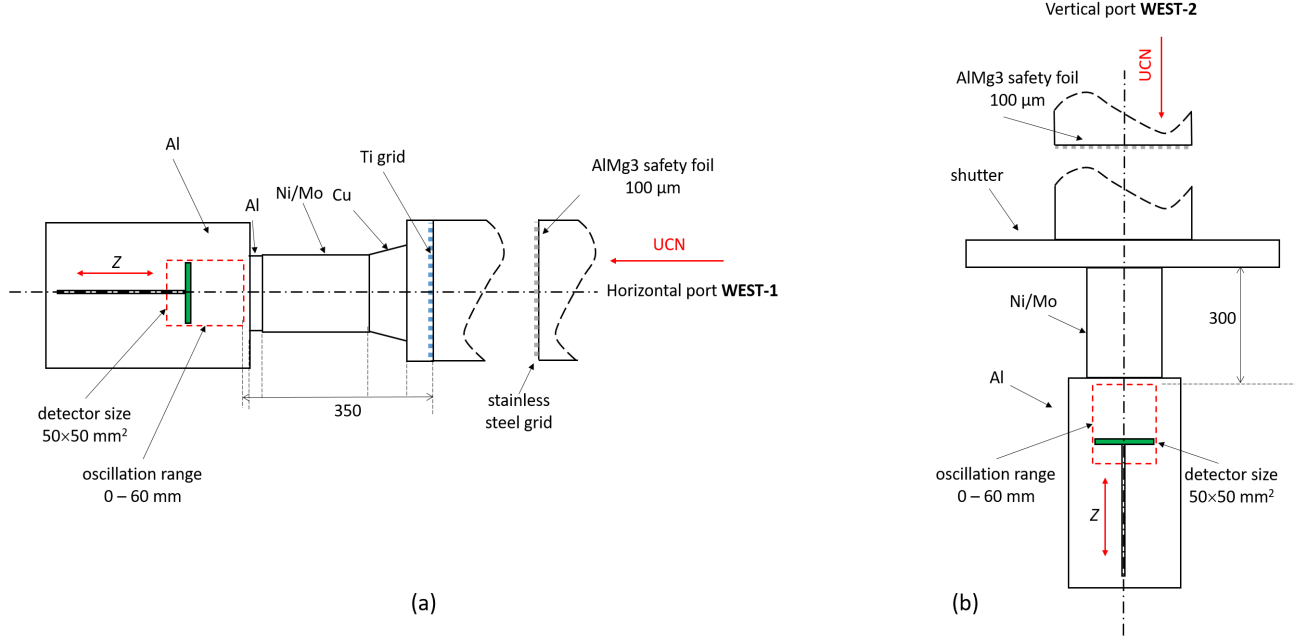 Al
Al
Ni/Mo
Cu
Ti grid
AlMg3 safety foil
100 µm
UCN
Horizontal port WEST-1
Z
350
detector size
50×50 mm²
oscillation range
0 – 60 mm
stainless
steel grid
(a)
Vertical port WEST-2
UCN
AlMg3 safety foil
100 µm
shutter
Ni/Mo
300
Al
oscillation range
0 – 60 mm
Z
detector size
50×50 mm²
(b)